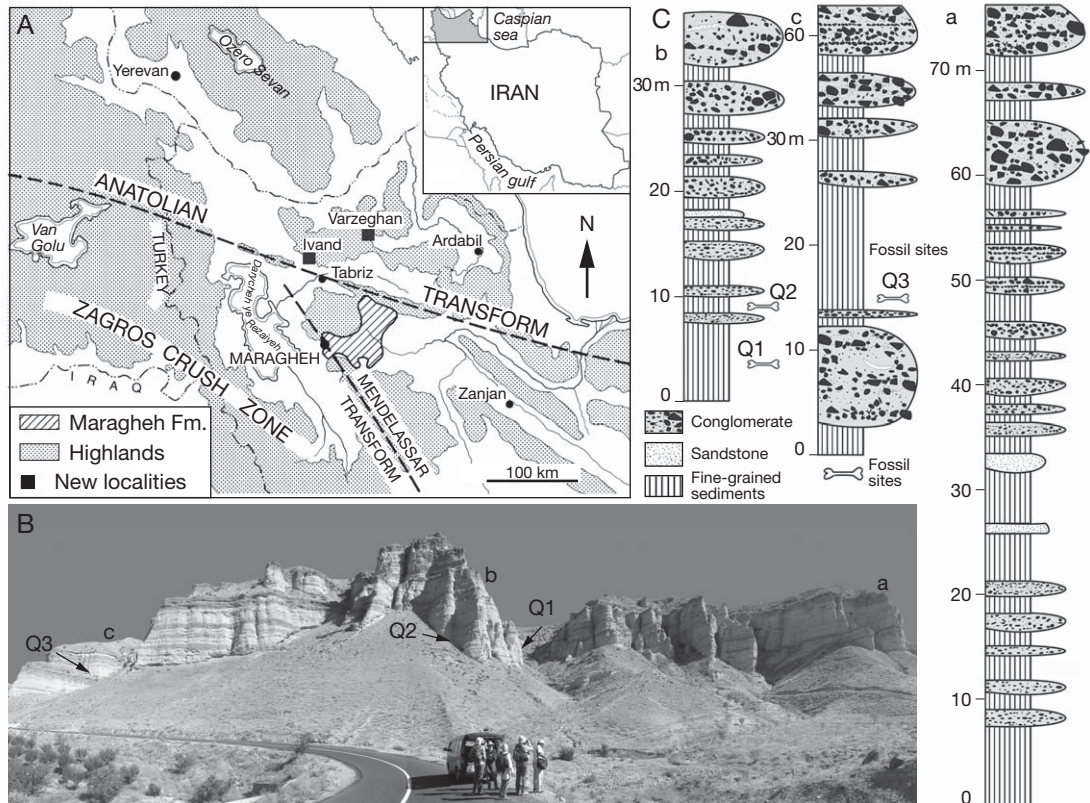 A
Caspian
sea
Ozero Sevan
Yerevan
IRAN
Persian gulf
ANATOLIAN
TRANSFORM
Van
Golu
TURKEY
Varzeghan
Ivand
Ardabil
N
Tabriz
Darycheh ye Rezaiyeh
MARAGHEH
ZAGROS CRUSH ZONE
IRAQ
MENDELASSAR
TRANSFORM
Zanjan
100 km
Maragheh Fm.
Highlands
New localities
C
b
30 m
20
10
0
Q2
Q1
c
60
30 m
20
10
0
Fossil sites
Q3
Conglomerate
Sandstone
Fine-grained
sediments
Fossil
sites
a
70 m
60
50
40
30
20
10
0
B
c
Q3
b
Q2
Q1
a